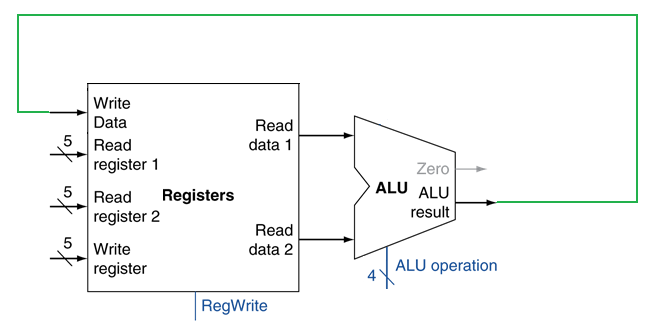 Write
Data
5
Read
register 1
5
Read
register 2
5
Write
register
Registers
Read
data 1
Read
data 2
RegWrite
ALU
Zero
ALU
result
4
ALU operation